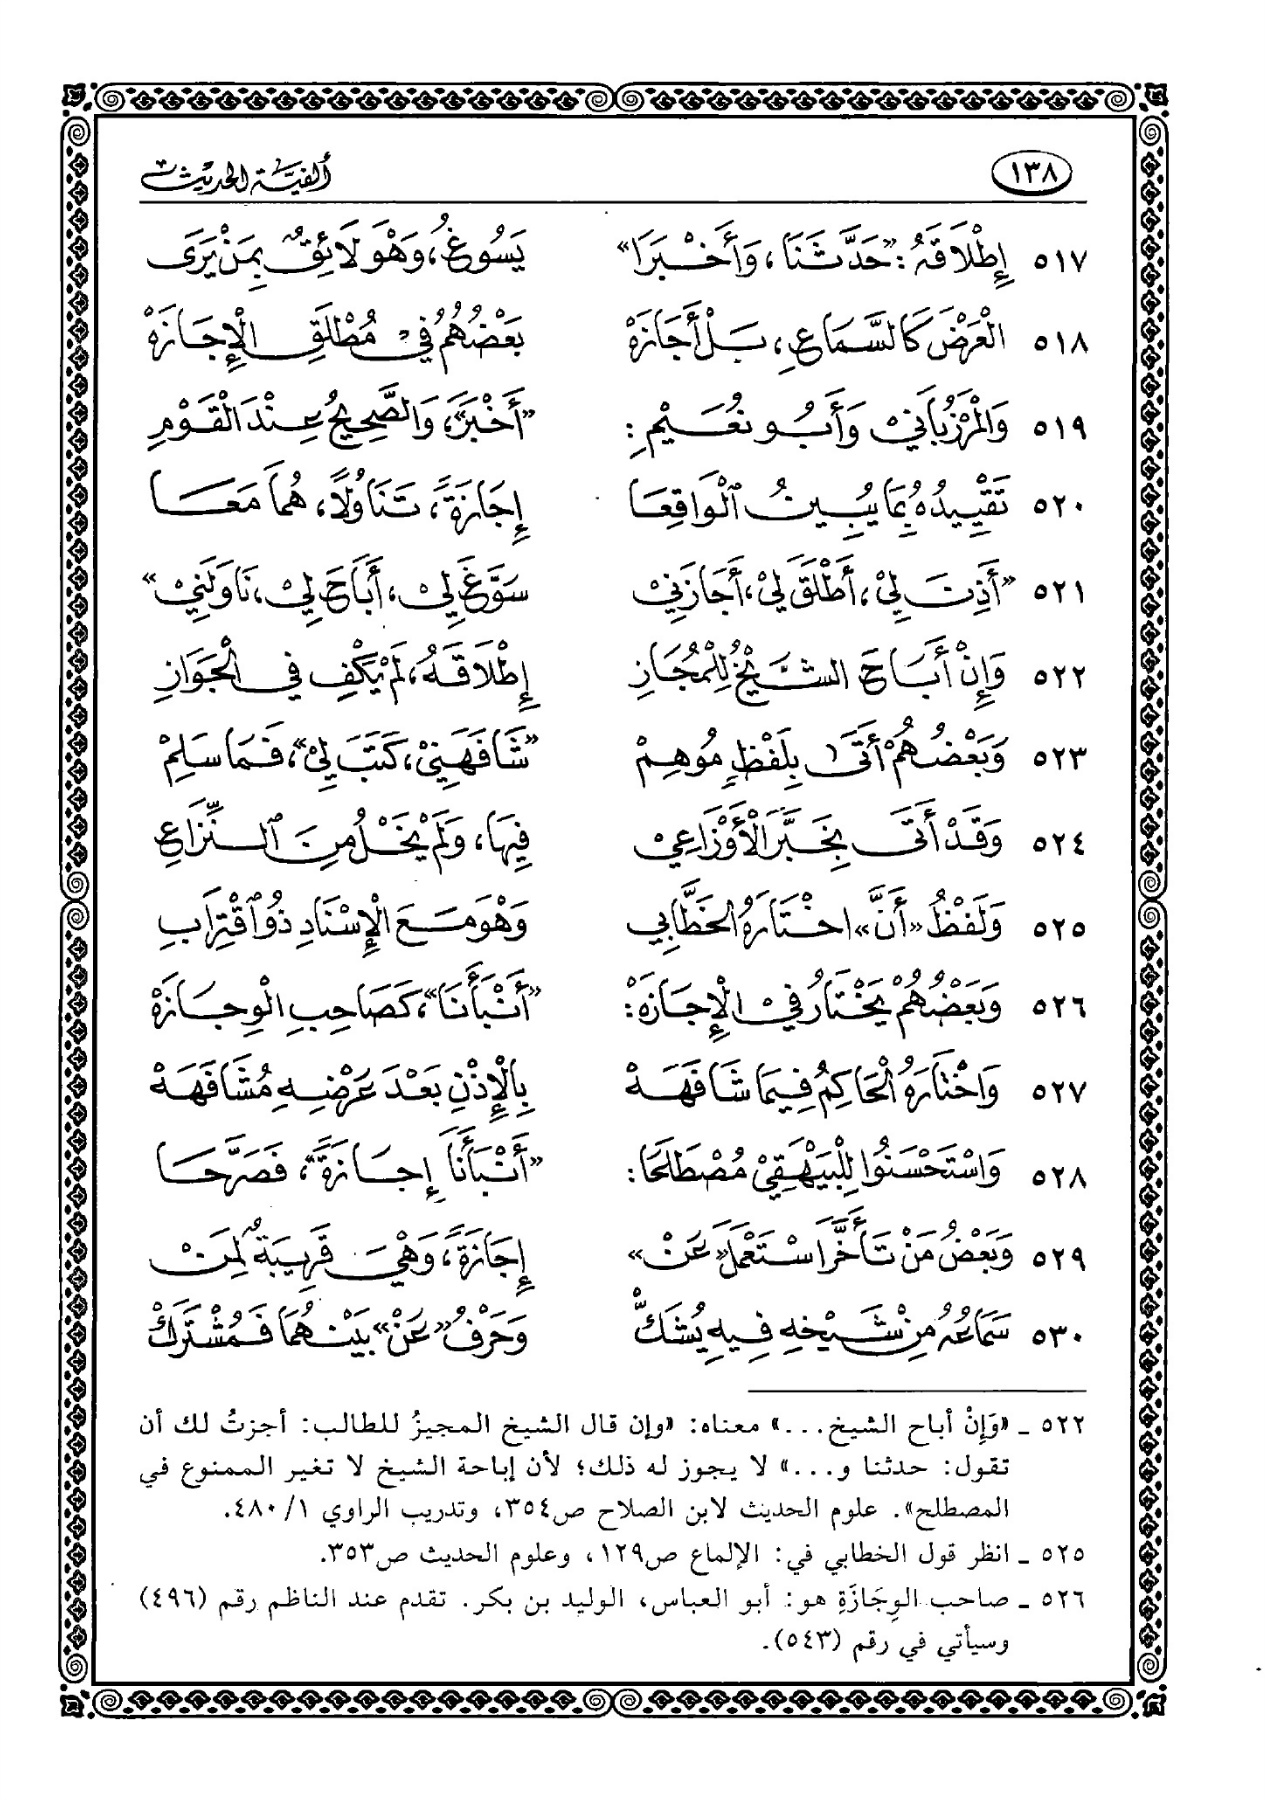 ١٣٨ ألفية الحديث
٥١٧ إِطْلَاقَهُ: «حَدَّثَنَا، وَأَخْبَرَا» يَسُوغُ، وَهْوَ لَائِقٌ بِمَنْ يَرَى
٥١٨ الْعَرْضَ كَالسَّمَاعِ، بَلْ أَجَازَهْ بَعْضُهُمُ فِي مُطْلَقِ الْإِجَازَهْ
٥١٩ وَالْمَرْزُبَانِيْ وَأَبُو نُعَيْمِ: «أَخْبَرَ»، وَالصَّحِيحُ عِنْدَ الْقَوْمِ
٥٢٠ تَقْيِيدُهُ بِمَا يُبِينُ الْوَاقِعَا إِجَازَةً، تَنَاوُلًا، هُمَا مَعَا
٥٢١ «أَذِنَ لِيْ، أَطْلَقَ لِيْ، أَجَازَنِيْ سَوَّغَ لِيْ، أَبَاحَ لِيْ، نَاوَلَنِيْ»
٥٢٢ وَإِنْ أَبَاحَ الشَّيْخُ لِلْمُجَازِ إِطْلَاقَهُ، لَمْ يَكْفِ فِي الْجَوَازِ
٥٢٣ وَبَعْضُهُمْ أَتَى بِلَفْظٍ مُوهِمْ «شَافَهَنِيْ، كَتَبَ لِيْ»، فَمَا سَلِمْ
٥٢٤ وَقَدْ أَتَى بِخَبَّرَ الْأَوْزَاعِيْ فِيهَا، وَلَمْ يَخْلُ مِنَ النِّزَاعِ
٥٢٥ وَلَفْظُ «أَنَّ» اخْتَارَهُ الخَطَّابِي وَهْوَ مَعَ الْإِسْنَادِ ذُو اقْتِرَابِ
٥٢٦ وَبَعْضُهُمْ يَخْتَارُ فِيْ الْإِجَازَهْ: «أَنْبَأَنَا»، كَصَاحِبِ الْوِجَازَهْ
٥٢٧ وَاخْتَارَهُ الْحَاكِمُ فِيمَا شَافَهَهْ بِالْإِذْنِ بَعْدَ عَرْضِهِ مُشَافَهَهْ
٥٢٨ وَاسْتَحْسَنُوا لِلْبَيْهَقِيْ مُصْطَلَحَا: «أَنْبَأَنَا إِجَازَةً»، فَصَرَّحَا
٥٢٩ وَبَعْضُ مَنْ تَأَخَّرَ اسْتَعْمَلَ «عَنْ» إِجَازَةً، وَهْيَ قَرِيبَةٌ لِمَنْ
٥٣٠ سَمَاعُهُ مِنْ شَيْخِهِ فِيهِ يُشَكُّ وَحَرْفُ «عَنْ» بَيْنَهُمَا فَمُشْتَرَكْ
٥٢٢ ـ «وَإِنْ أباح الشيخ...» معناه: «وإن قال الشيخ المجيزُ للطالب: أجزتُ لك أن
تقول: حدثنا و...» لا يجوز له ذلك؛ لأن إباحة الشيخ لا تغير الممنوع في
المصطلح». علوم الحديث لابن الصلاح ص٣٥٤، وتدريب الراوي ١/ ٤٨٠.
٥٢٥ ـ انظر قول الخطابي في: الإلماع ص١٢٩، وعلوم الحديث ص٣٥٣.
٥٢٦ ـ صاحب الوِجَازَةِ هو: أبو العباس، الوليد بن بكر. تقدم عند الناظم رقم (٤٩٦)
وسيأتي في رقم (٥٤٣).